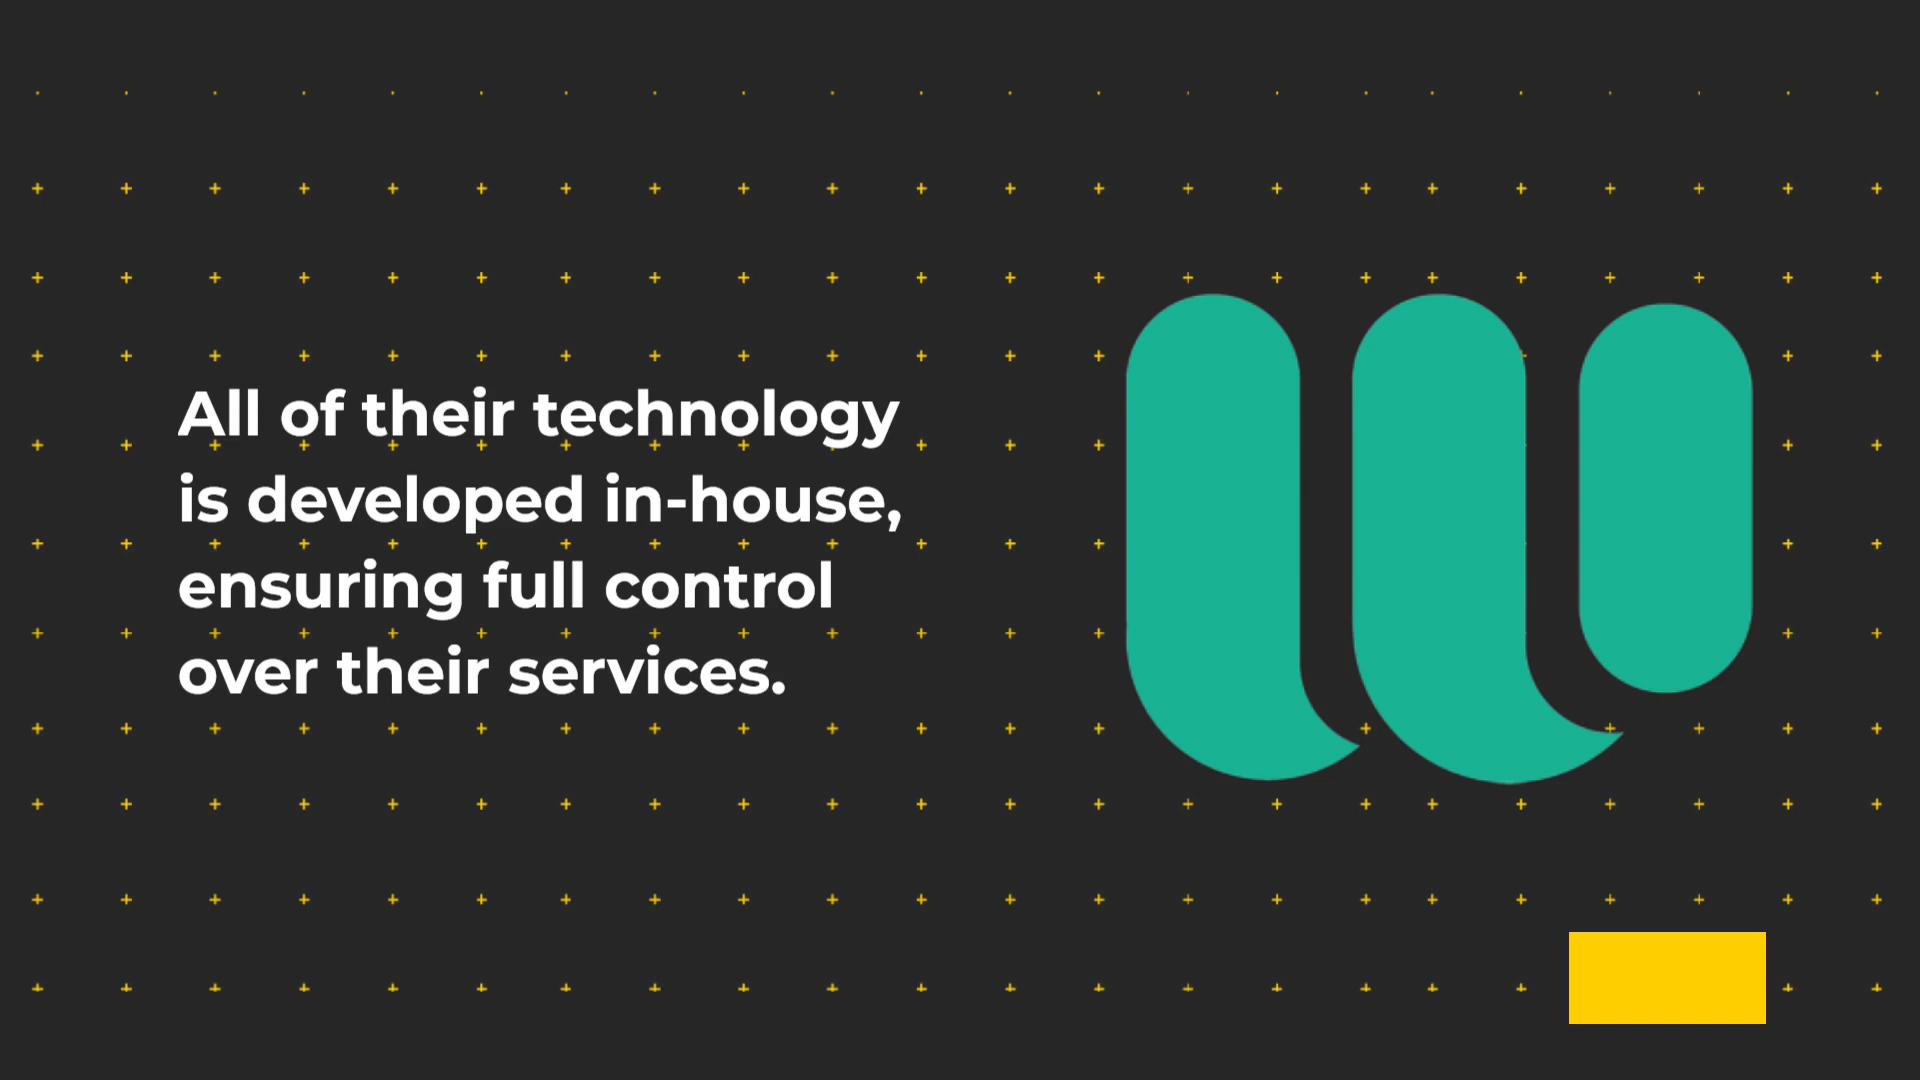 All of their technology
is developed in-house,
ensuring full control
over their services.